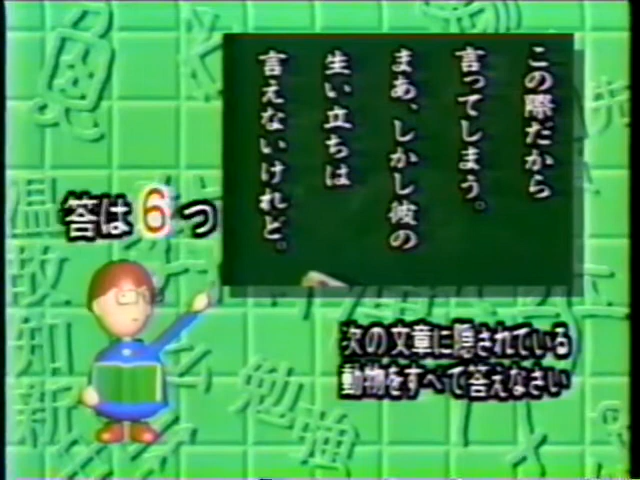 この際だから
言ってしまう。
まあ、しかし彼の
生い立ちは
言えないけれど。
答は6つ
次の文章に隠されている
動物をすべて答えなさい
温故知新
勉強
先